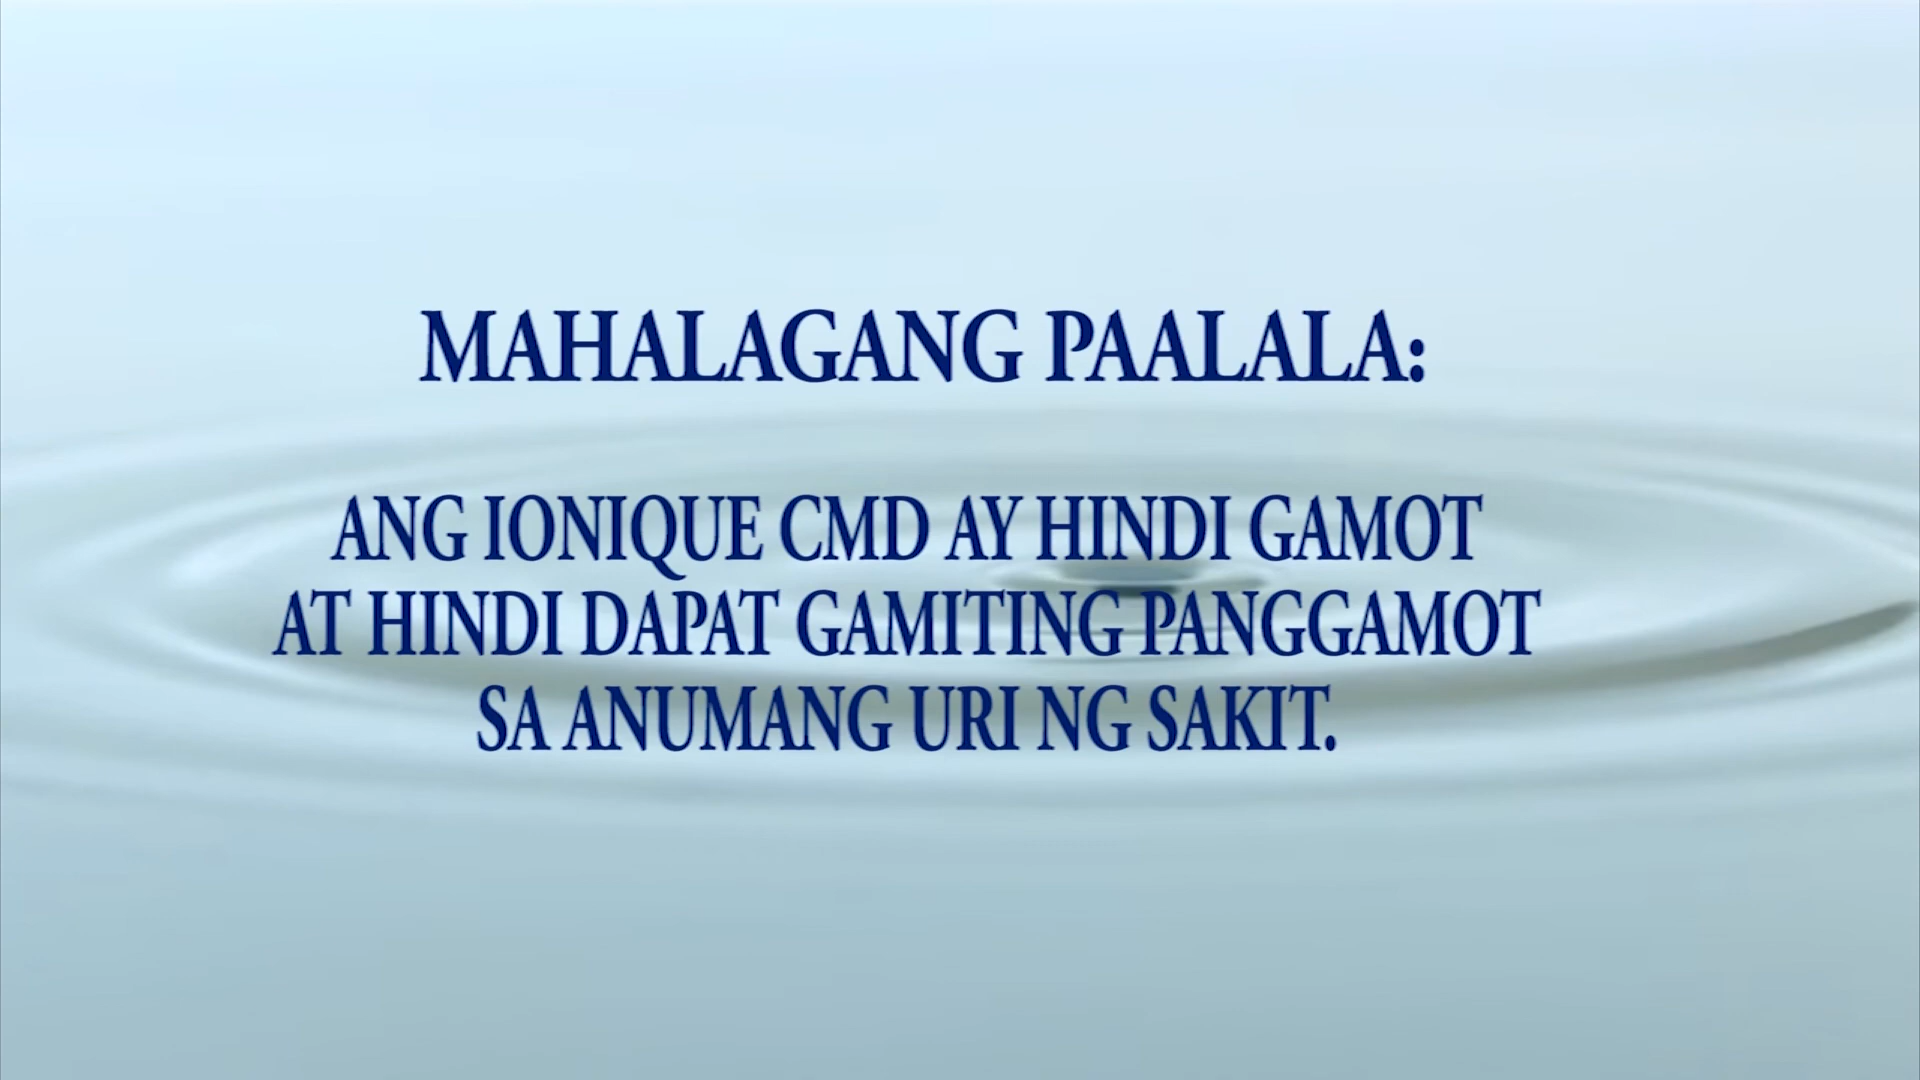 MAHALAGANG PAALALA:
ANG IONIQUE CMD AY HINDI GAMOT
AT HINDI DAPAT GAMITING PANGGAMOT
SA ANUMANG URI NG SAKIT.